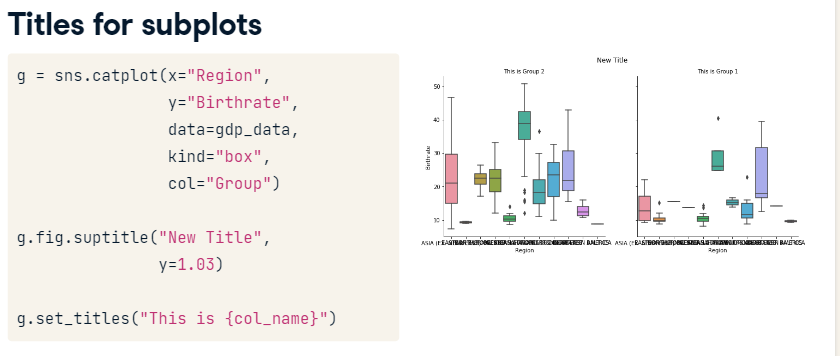 Titles for subplots
g = sns.catplot(x="Region",
y="Birthrate",
data=gdp_data,
kind="box",
col="Group")
g.fig.suptitle("New Title",
y=1.03)
g.set_titles("This is {col_name}")
New Title
This is Group 2
This is Group 1
50
40
30
20
10
Birthrate
Region
Region